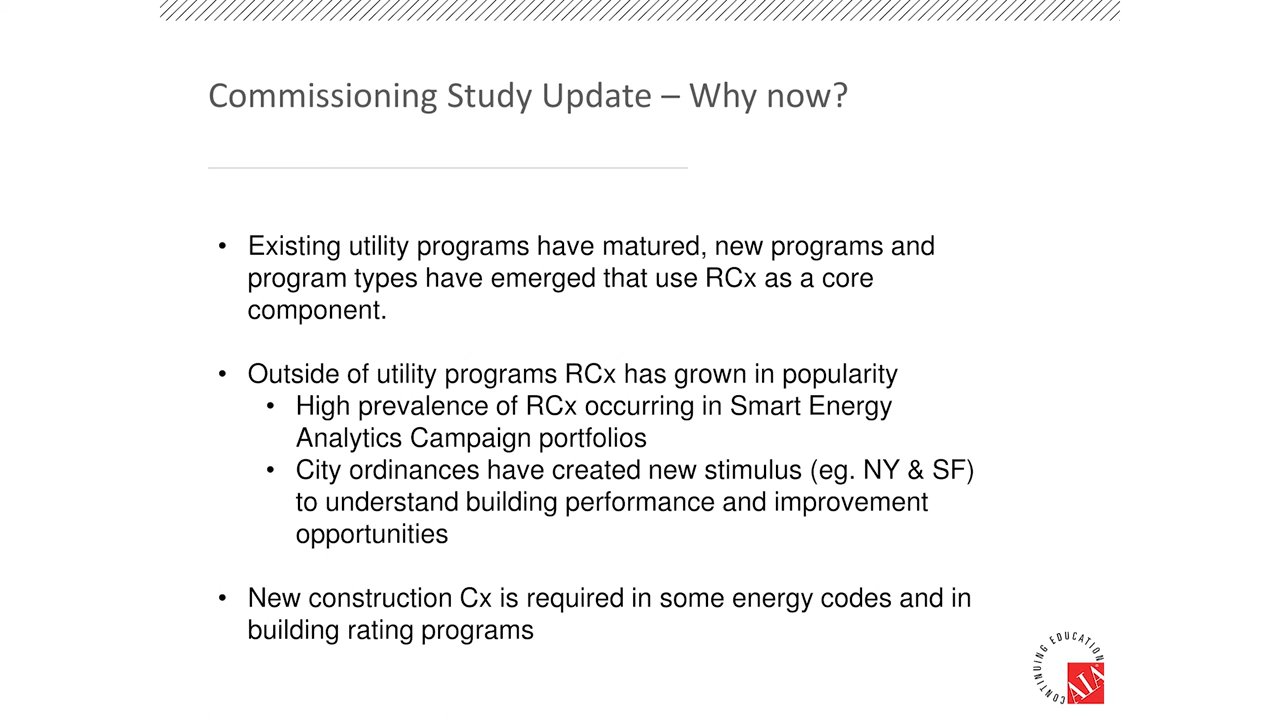 Commissioning Study Update – Why now?
• Existing utility programs have matured, new programs and
program types have emerged that use RCx as a core
component.
• Outside of utility programs RCx has grown in popularity
• High prevalence of RCx occurring in Smart Energy
Analytics Campaign portfolios
• City ordinances have created new stimulus (eg. NY & SF)
to understand building performance and improvement
opportunities
• New construction Cx is required in some energy codes and in
building rating programs
CONTINUING EDUCATION
AIA